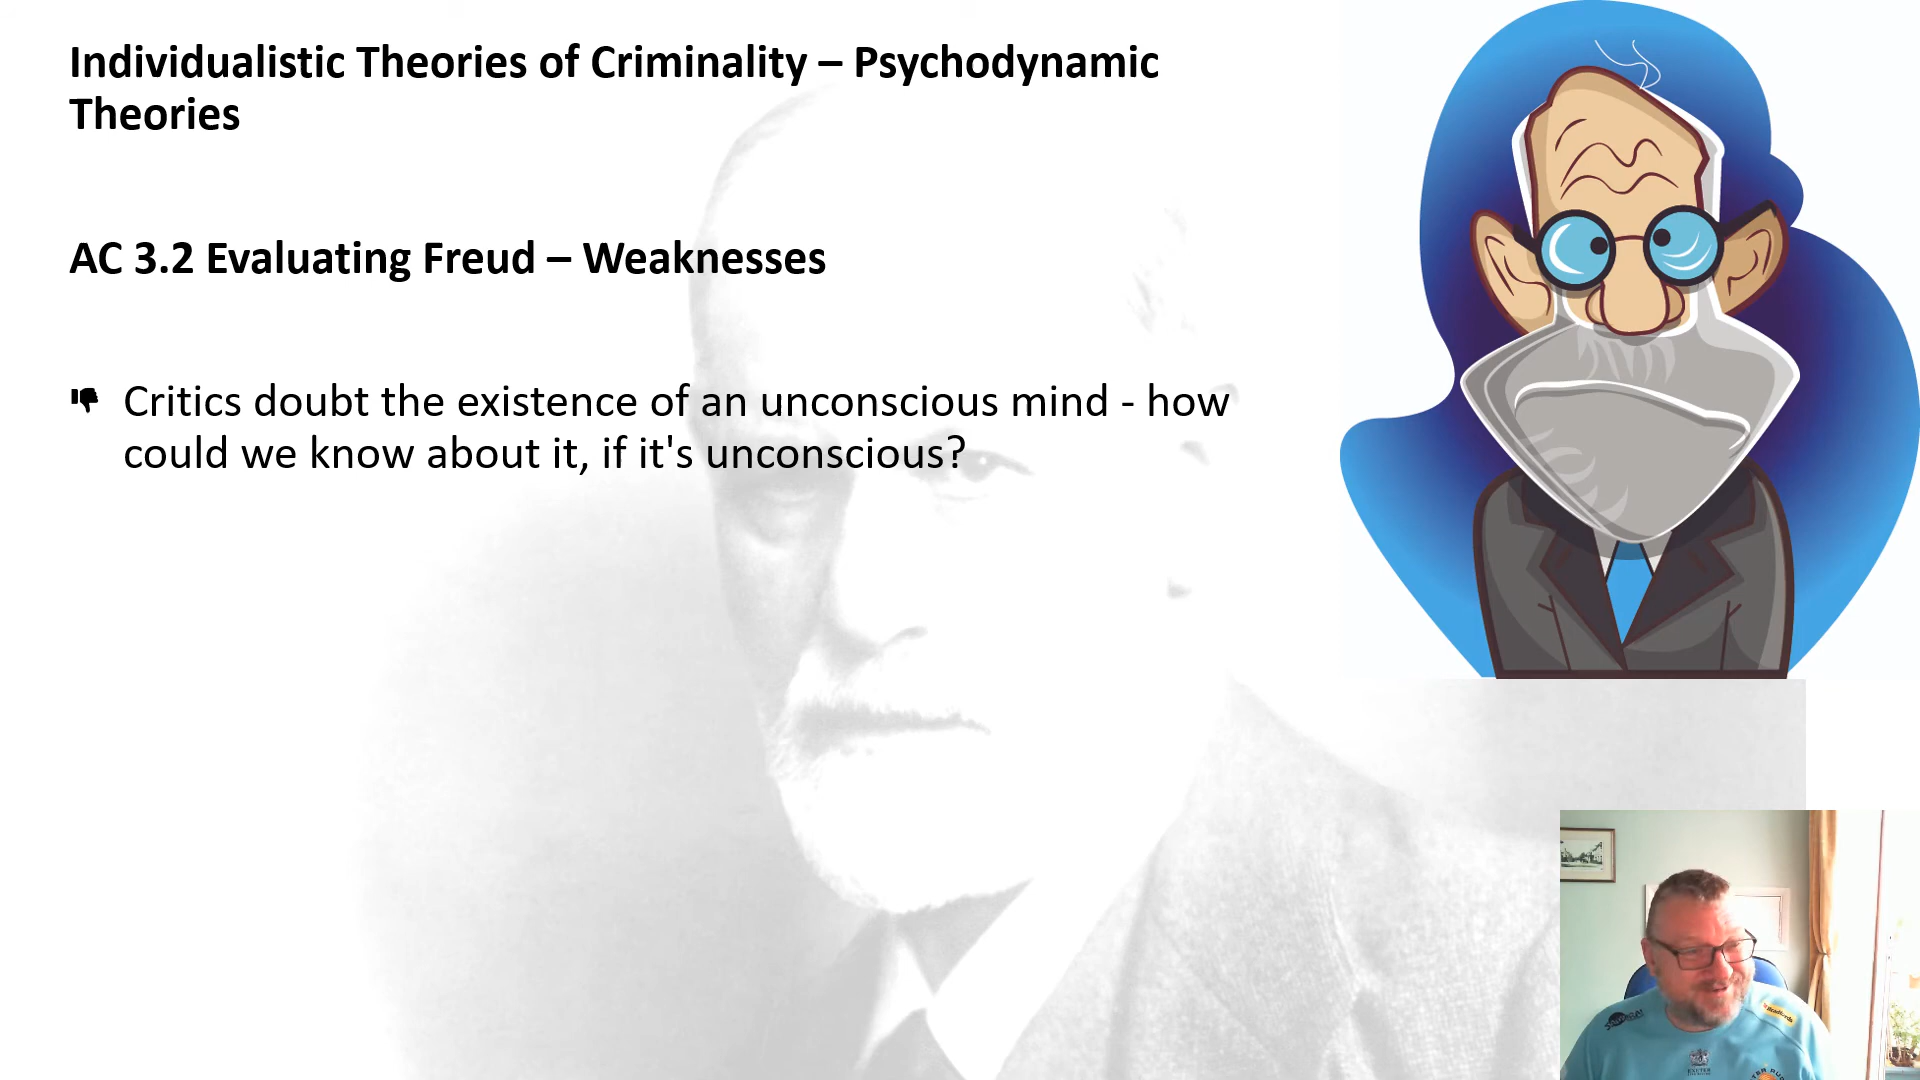 Individualistic Theories of Criminality – Psychodynamic
Theories
AC 3.2 Evaluating Freud – Weaknesses
Critics doubt the existence of an unconscious mind - how
could we know about it, if it's unconscious?
EXETER